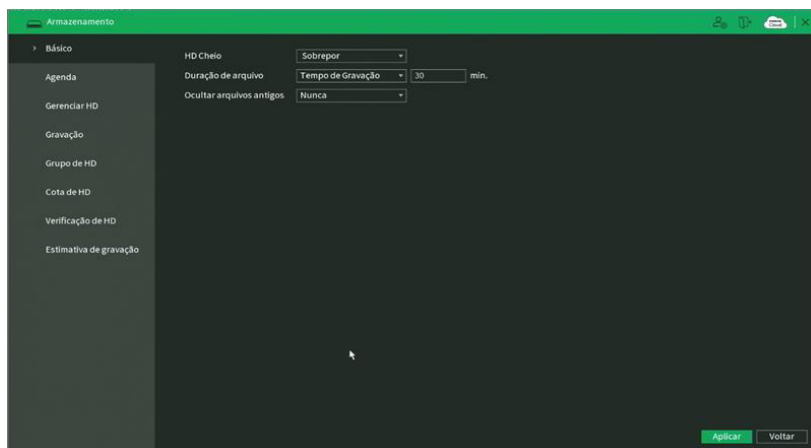 Armazenamento
Básico
Agenda
Gerenciar HD
Gravação
Grupo de HD
Cota de HD
Verificação de HD
Estimativa de gravação
HD Cheio
Sobrepor
Duração de arquivo
Tempo de Gravação
30
min.
Ocultar arquivos antigos
Nunca
Aplicar
Voltar